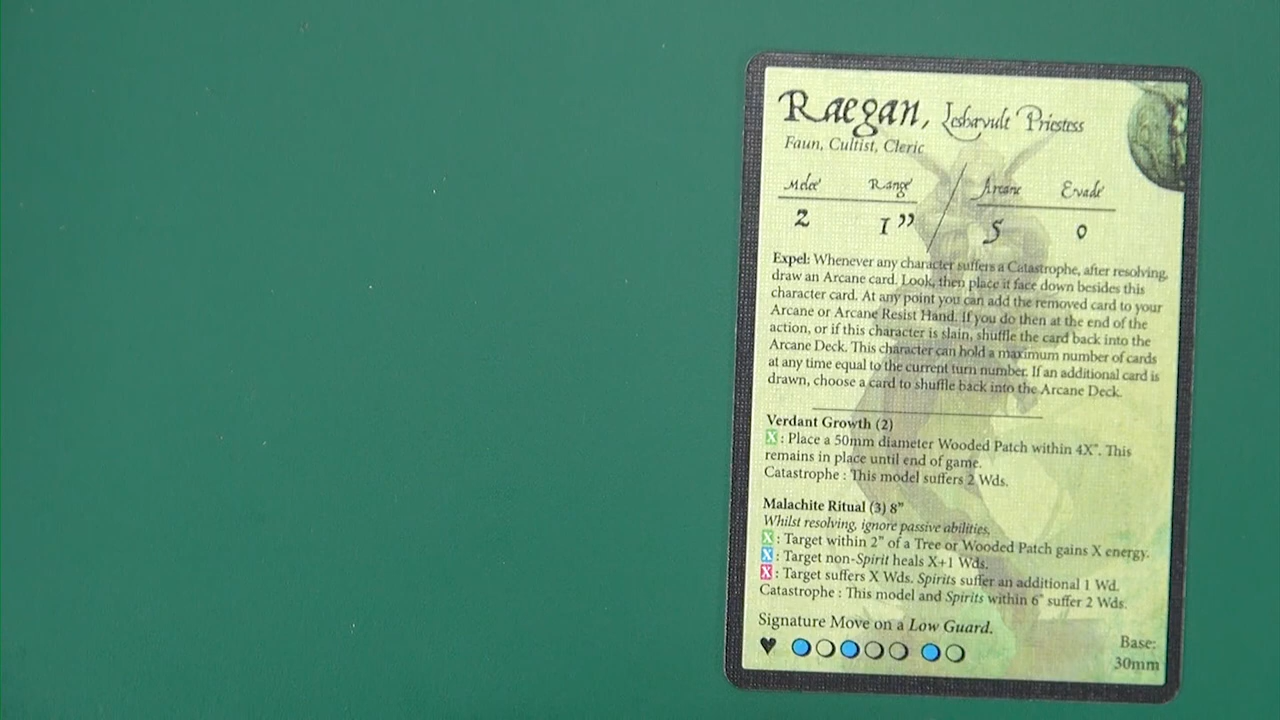 Raegan, Leshavult Priestess
Faun, Cultist, Cleric
Melee Range Arcane Evade
2 1” 5 0
Expel: Whenever any character suffers a Catastrophe, after resolving,
draw an Arcane card. Look, then place it face down besides this
character card. At any point you can add the removed card to your
Arcane or Arcane Resist Hand. If you do then at the end of the
action, or if this character is slain, shuffle the card back into the
Arcane Deck. This character can hold a maximum number of cards
at any time equal to the current turn number. If an additional card is
drawn, choose a card to shuffle back into the Arcane Deck.
Verdant Growth (2)
X : Place a 50mm diameter Wooded Patch within 4X". This
remains in place until end of game.
Catastrophe : This model suffers 2 Wds.
Malachite Ritual (3) 8"
Whilst resolving, ignore passive abilities,
X : Target within 2" of a Tree or Wooded Patch gains X energy.
X : Target non-Spirit heals X+1 Wds.
X : Target suffers X Wds. Spirits suffer an additional 1 Wd.
Catastrophe : This model and Spirits within 6" suffer 2 Wds.
Signature Move on a Low Guard.
Base:
30mm